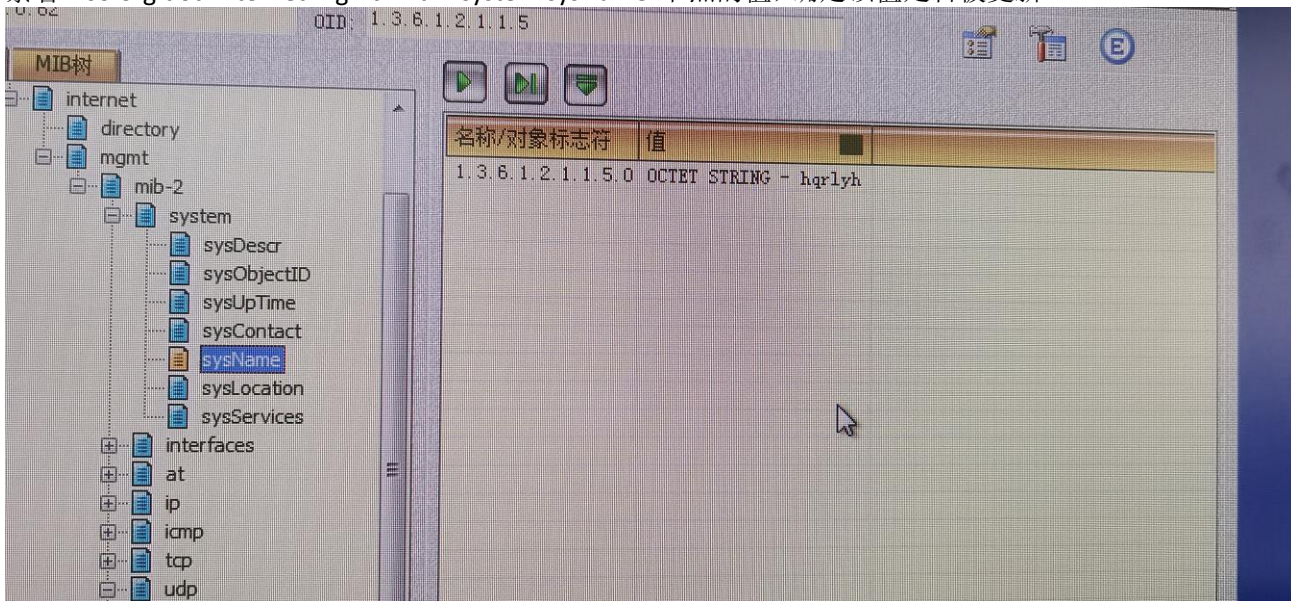 OID: 1.3.6.1.2.1.1.5
MIB树
internet
directory
mgmt
mib-2
system
sysDescr
sysObjectID
sysUpTime
sysContact
sysName
sysLocation
sysServices
interfaces
at
ip
icmp
tcp
udp
名称/对象标志符 值
1.3.6.1.2.1.1.5.0 OCTET STRING - hqrlyh
E